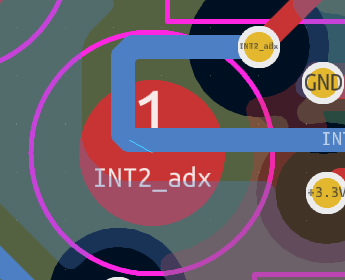 INT2_adx
GND
1
INT
INT2_adx
+3.3V